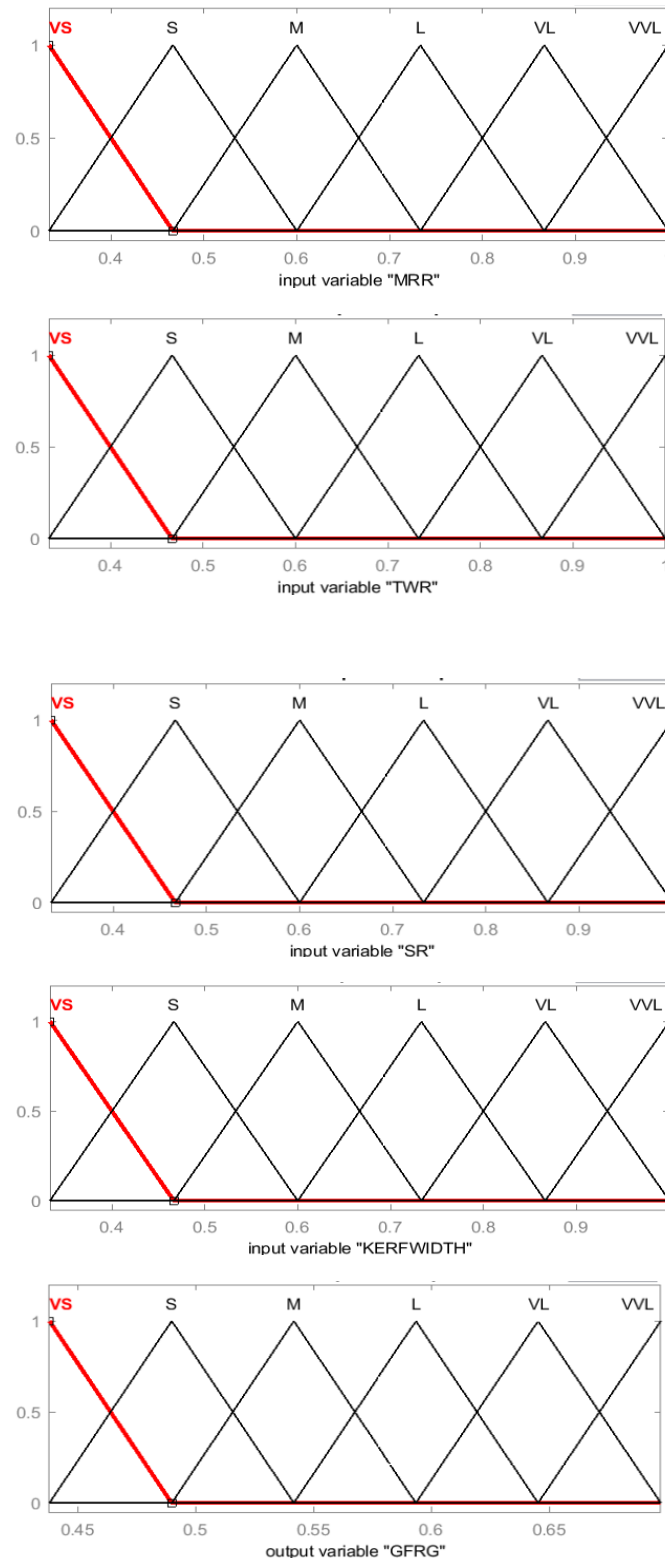 VS S M L VL VVL
1
0.5
0
0.4 0.5 0.6 0.7 0.8 0.9
input variable "MRR"
VS S M L VL VVL
1
0.5
0
0.4 0.5 0.6 0.7 0.8 0.9 1
input variable "TWR"
VS S M L VL VVL
1
0.5
0
0.4 0.5 0.6 0.7 0.8 0.9
input variable "SR"
VS S M L VL VVL
1
0.5
0
0.4 0.5 0.6 0.7 0.8 0.9
input variable "KERFWIDTH"
VS S M L VL VVL
1
0.5
0
0.45 0.5 0.55 0.6 0.65
output variable "GFRG"